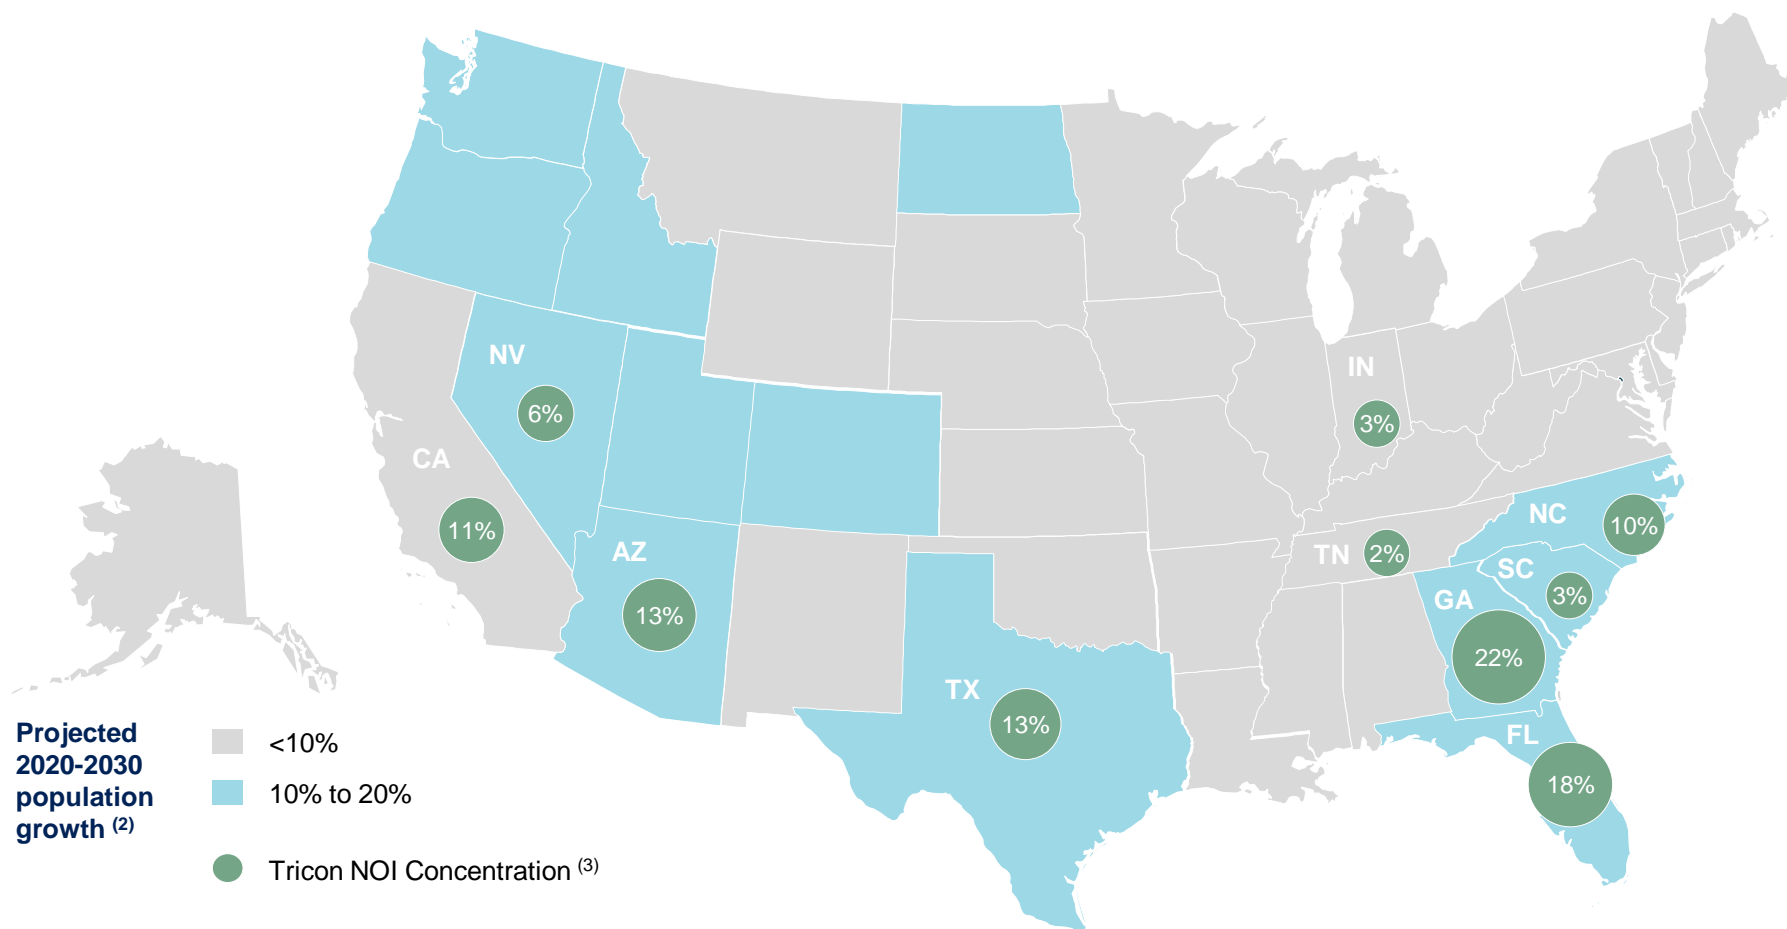 NV
6%
IN
3%
CA
11%
NC
10%
AZ
13%
TN
2%
SC
3%
GA
22%
TX
13%
FL
18%
Projected
2020-2030
population
growth (2)
<10%
10% to 20%
Tricon NOI Concentration (3)